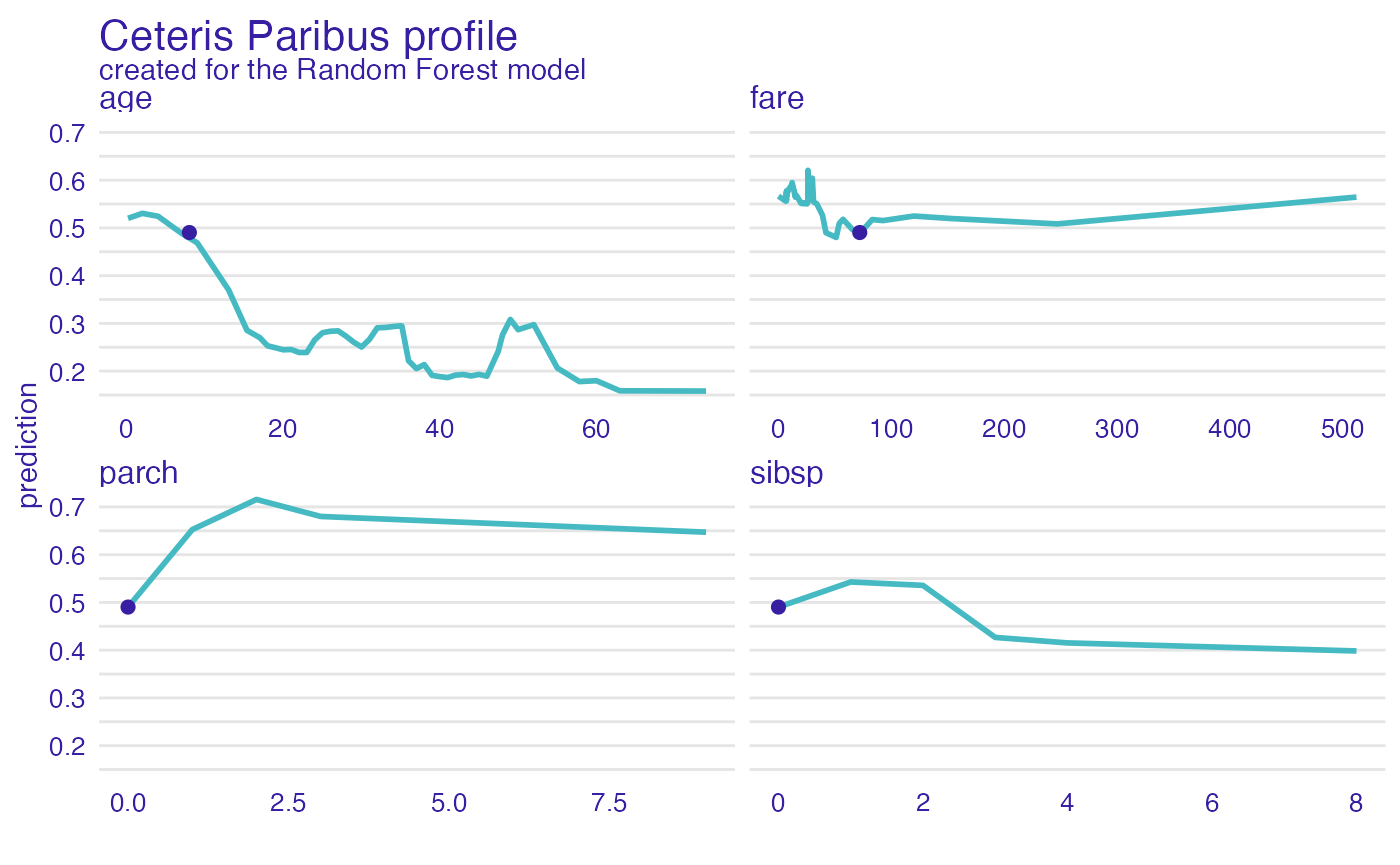 Ceteris Paribus profile
created for the Random Forest model
age
fare
0.7
0.6
0.5
0.4
0.3
0.2
0 20 40 60
0 100 200 300 400 500
prediction
parch
sibsp
0.7
0.6
0.5
0.4
0.3
0.2
0.0 2.5 5.0 7.5
0 2 4 6 8